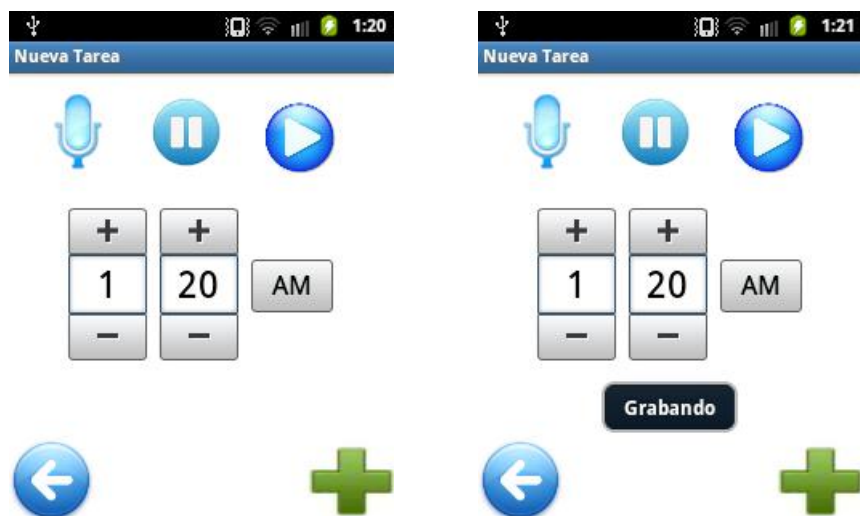 1:20
Nueva Tarea
+ +
1 20 AM
− −
1:21
Nueva Tarea
+ +
1 20 AM
− −
Grabando